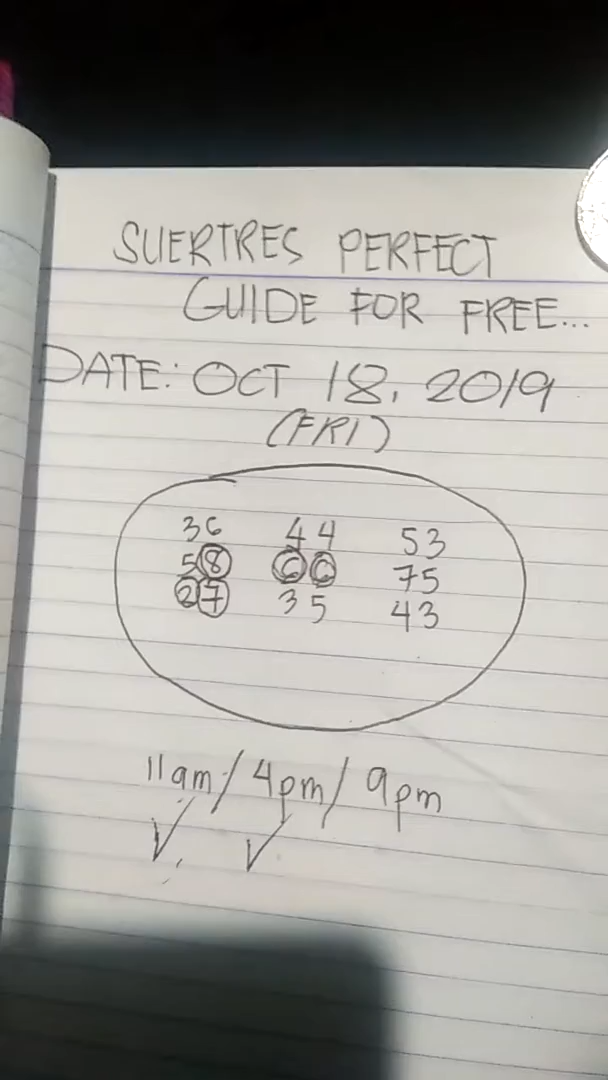 SUERTRES PERFECT
GUIDE FOR FREE...
DATE: OCT 18, 2019
(FRI)
36 44 53
58 66 75
27 35 43
11am/4pm/9pm